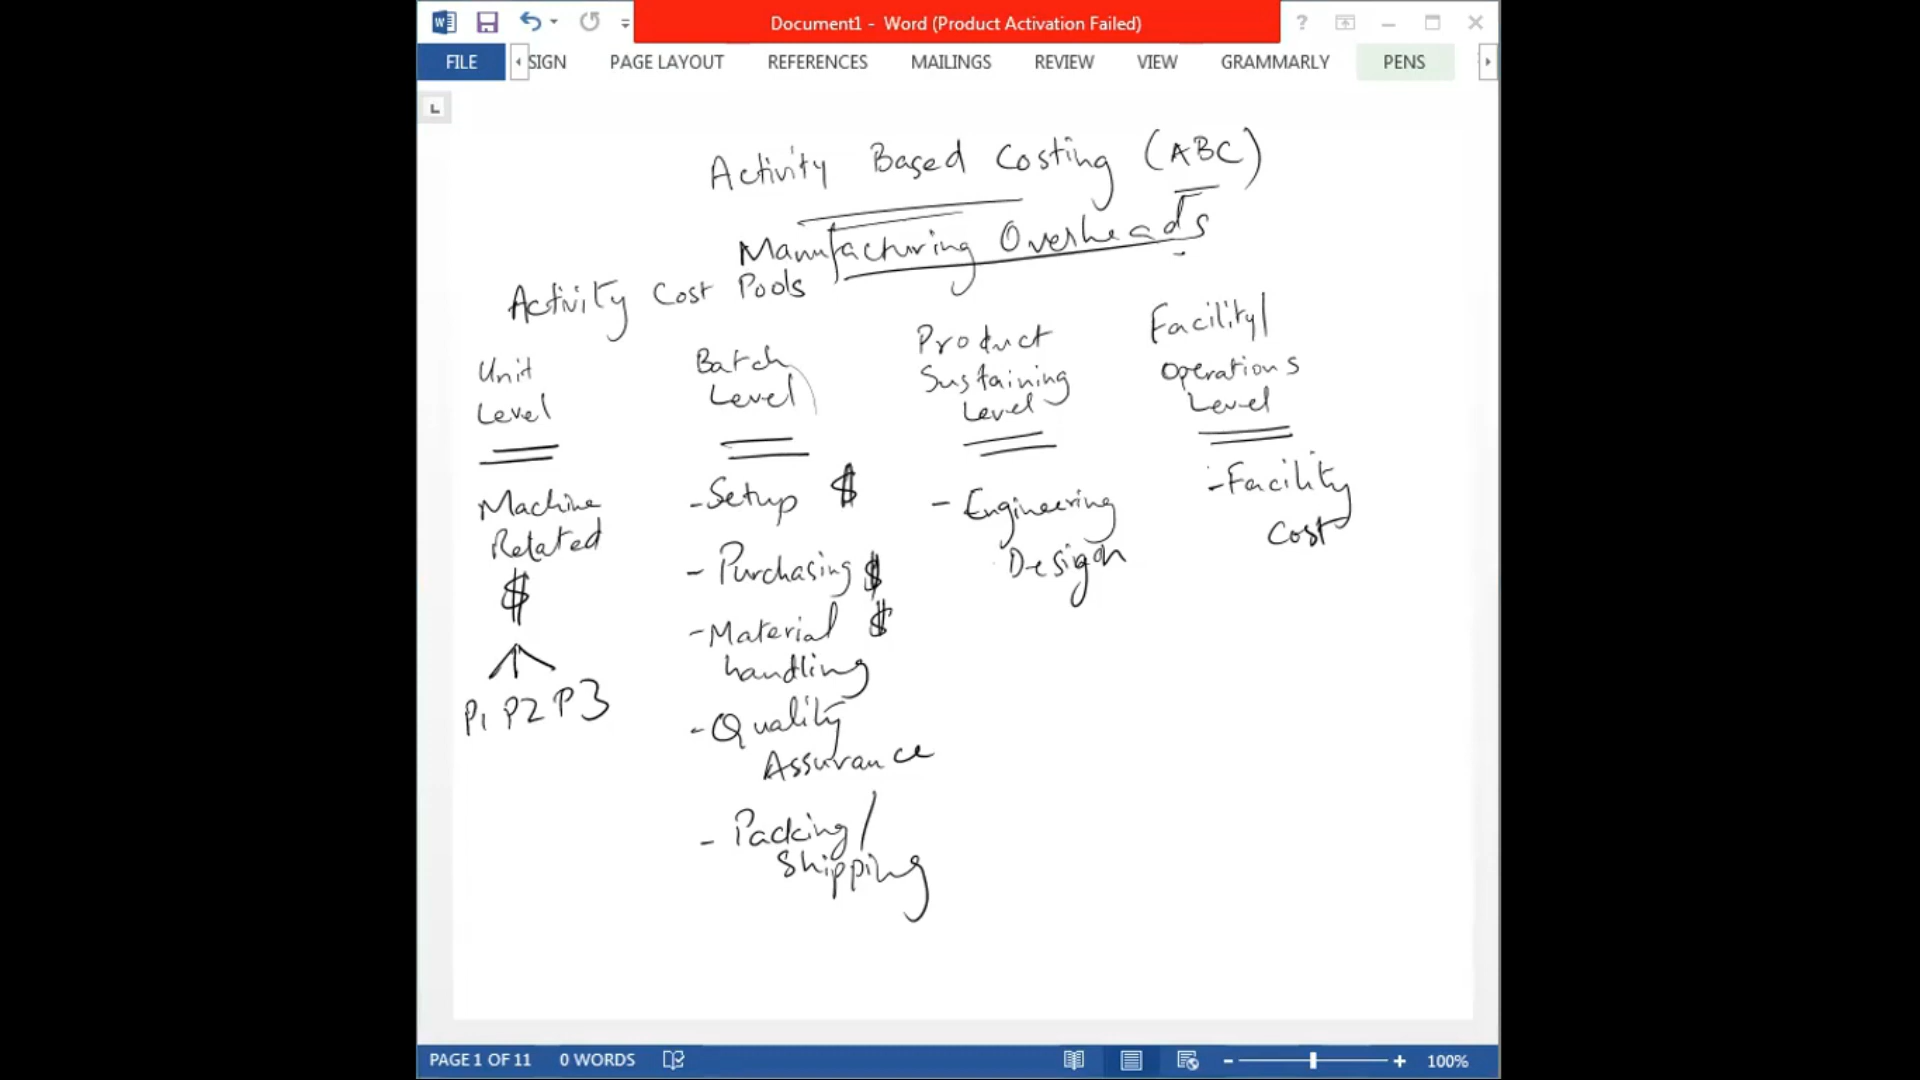 Document1 - Word (Product Activation Failed)
FILE SIGN PAGE LAYOUT REFERENCES MAILINGS REVIEW VIEW GRAMMARLY PENS
Activity Based Costing (ABC)
Manufacturing Overheads
Activity Cost Pools
Unit
Level
Machine
Related
$
P1 P2 P3
Batch
Level
- Setup $
- Purchasing $
- Material $
handling
- Quality
Assurance
- Packing/
Shipping
Product
Sustaining
Level
- Engineering
Design
Facility/
Operations
Level
- Facility
Cost
PAGE 1 OF 11 0 WORDS 100%